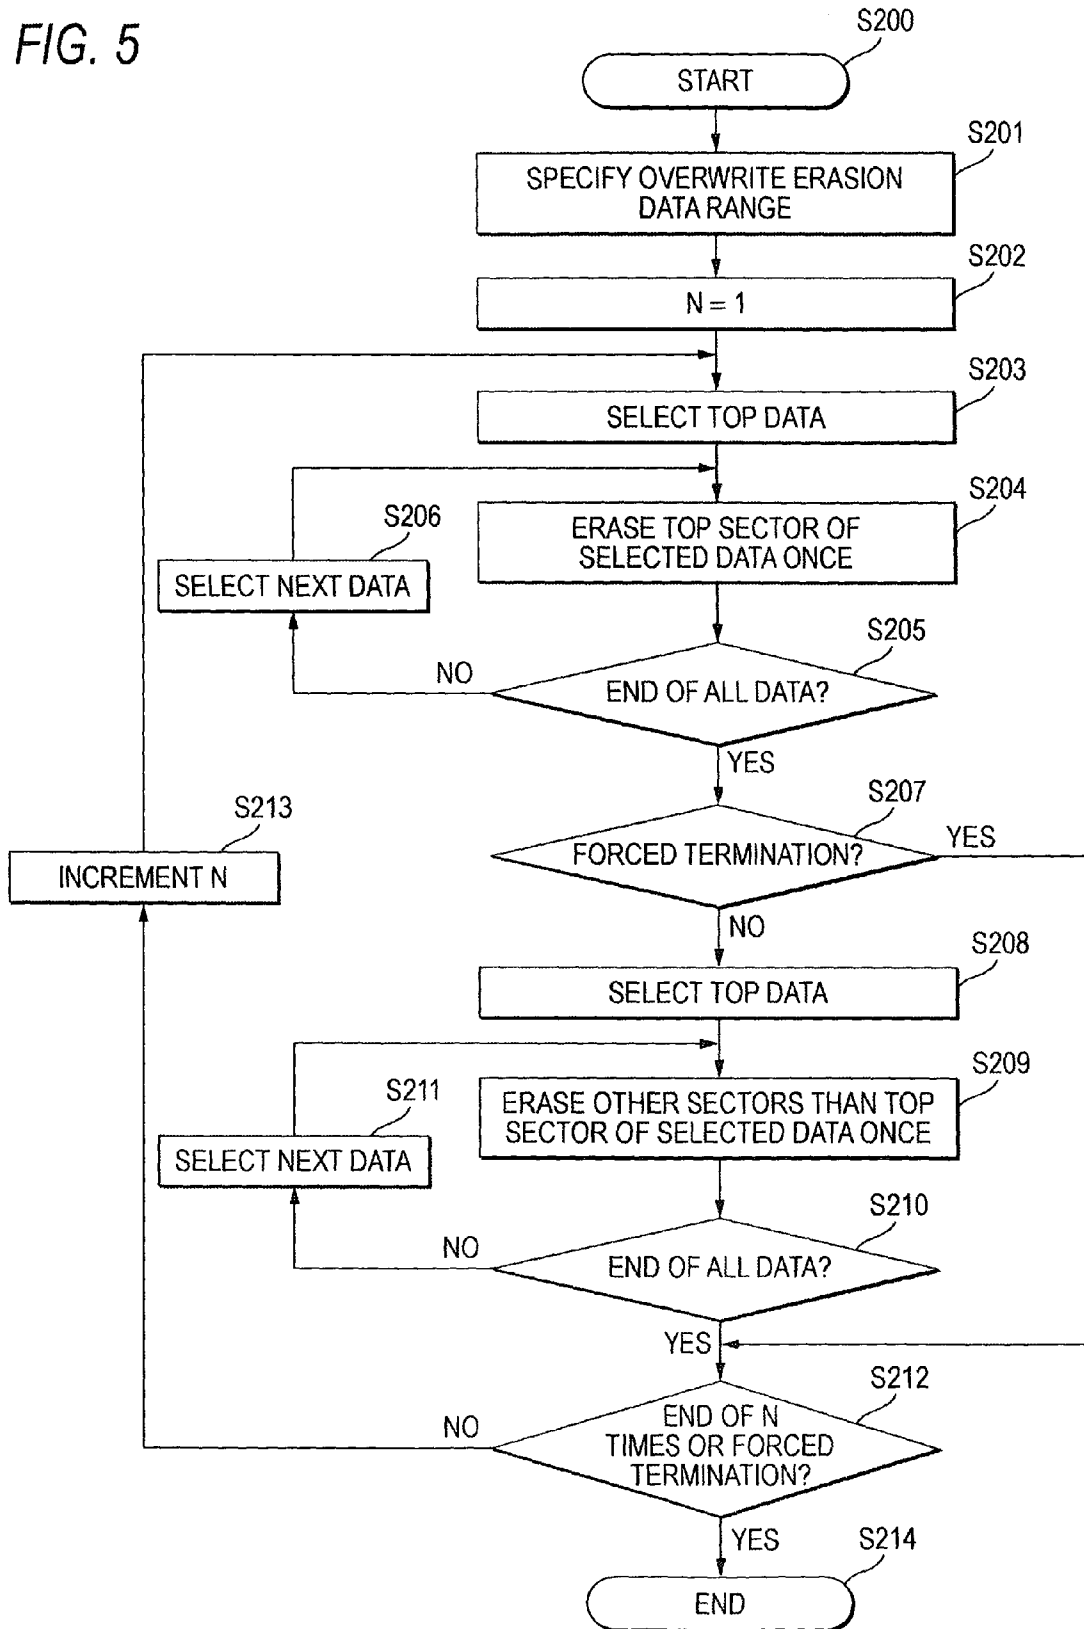 FIG. 5
S200
START
S201
SPECIFY OVERWRITE ERASION
DATA RANGE
S202
N = 1
S203
SELECT TOP DATA
S204
ERASE TOP SECTOR OF
SELECTED DATA ONCE
S206
SELECT NEXT DATA
S205
NO
END OF ALL DATA?
YES
S207
FORCED TERMINATION?
YES
NO
S213
INCREMENT N
S208
SELECT TOP DATA
S209
ERASE OTHER SECTORS THAN TOP
SECTOR OF SELECTED DATA ONCE
S211
SELECT NEXT DATA
S210
NO
END OF ALL DATA?
YES
S212
NO
END OF N
TIMES OR FORCED
TERMINATION?
YES
S214
END